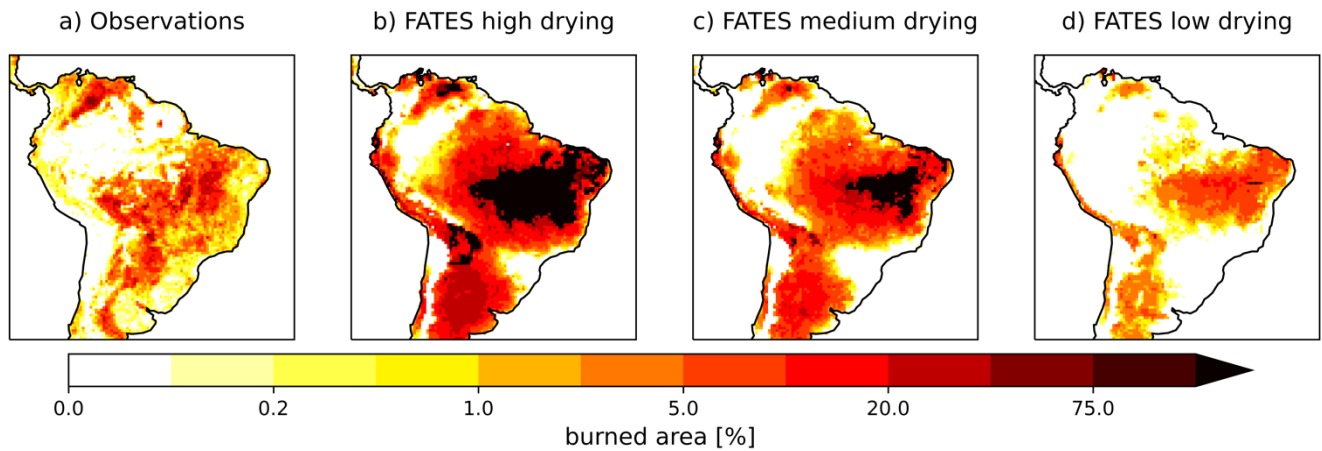 a) Observations
b) FATES high drying
c) FATES medium drying
d) FATES low drying
0.0 0.2 1.0 5.0 20.0 75.0
burned area [%]